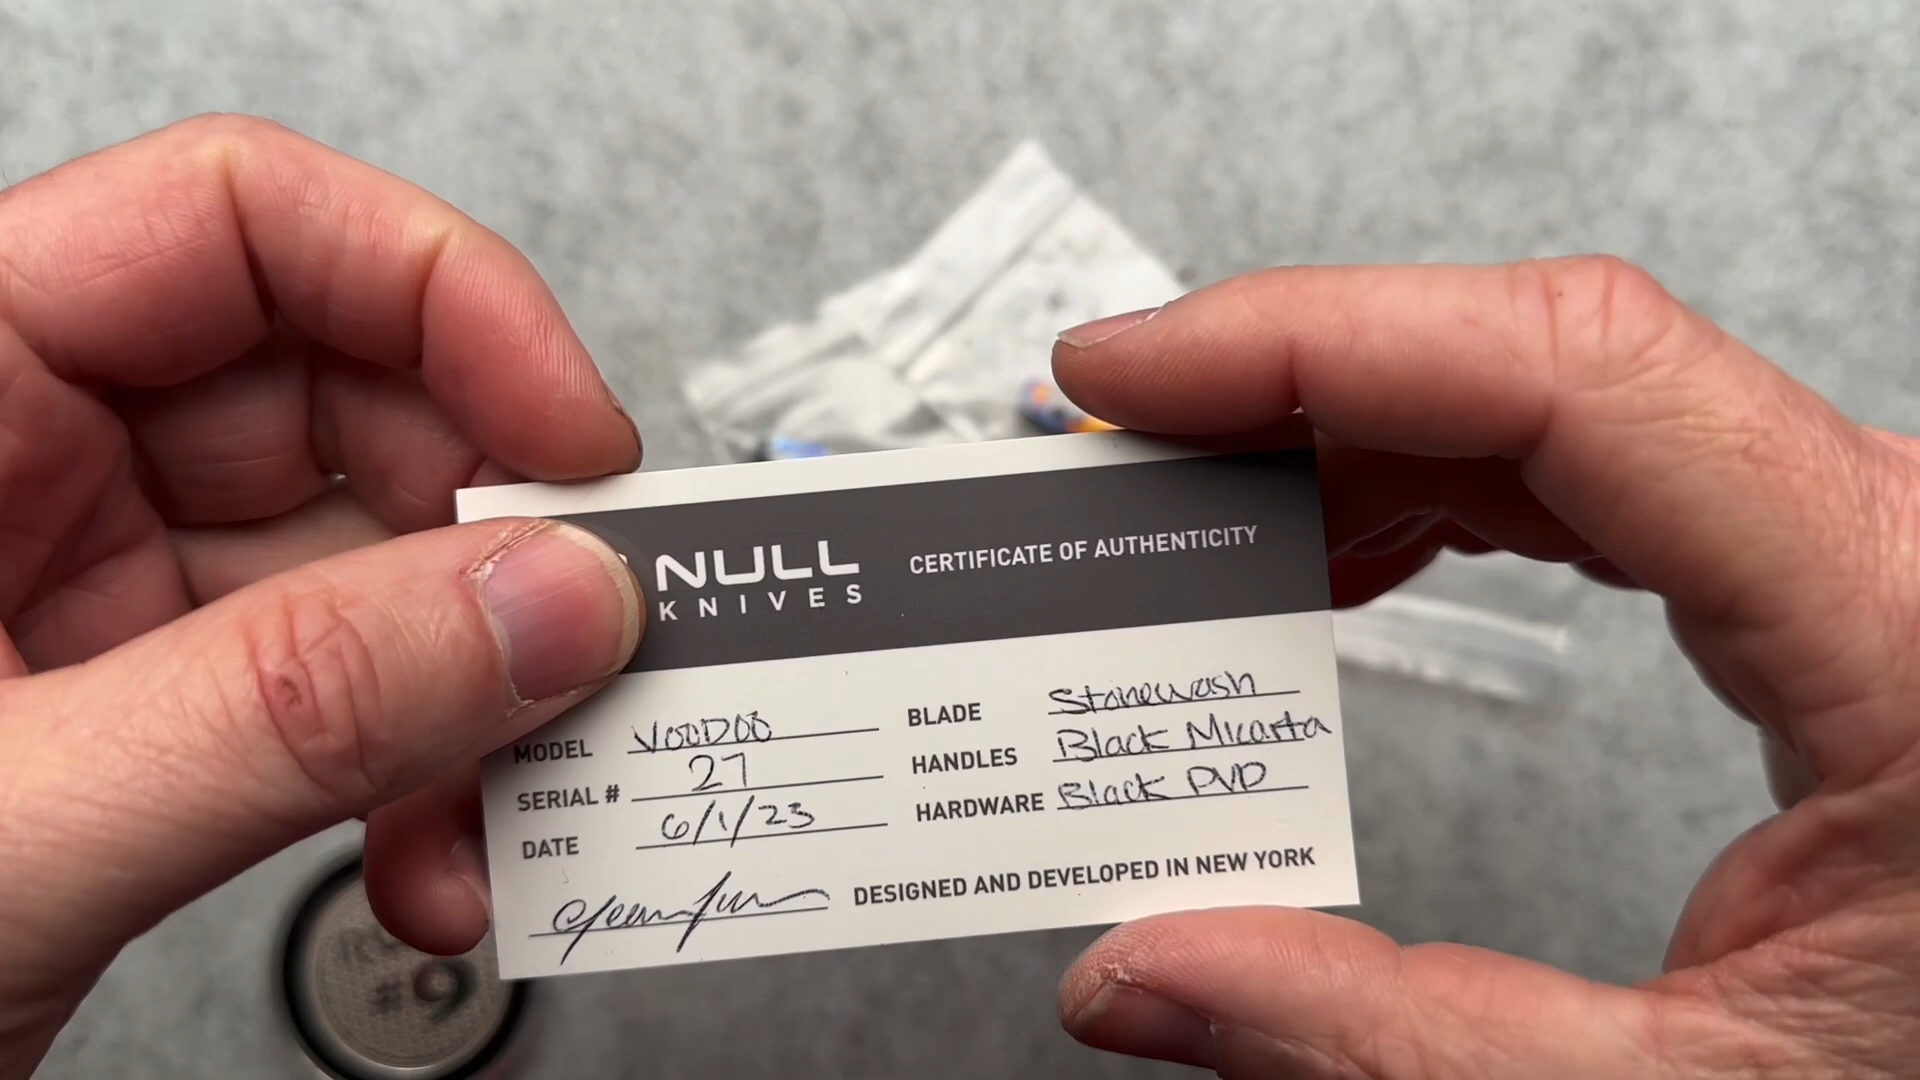 NULL
KNIVES
CERTIFICATE OF AUTHENTICITY
MODEL VOODOO
SERIAL # 27
DATE 6/1/23
BLADE Stonewash
HANDLES Black Micarta
HARDWARE Black PVD
DESIGNED AND DEVELOPED IN NEW YORK
#9